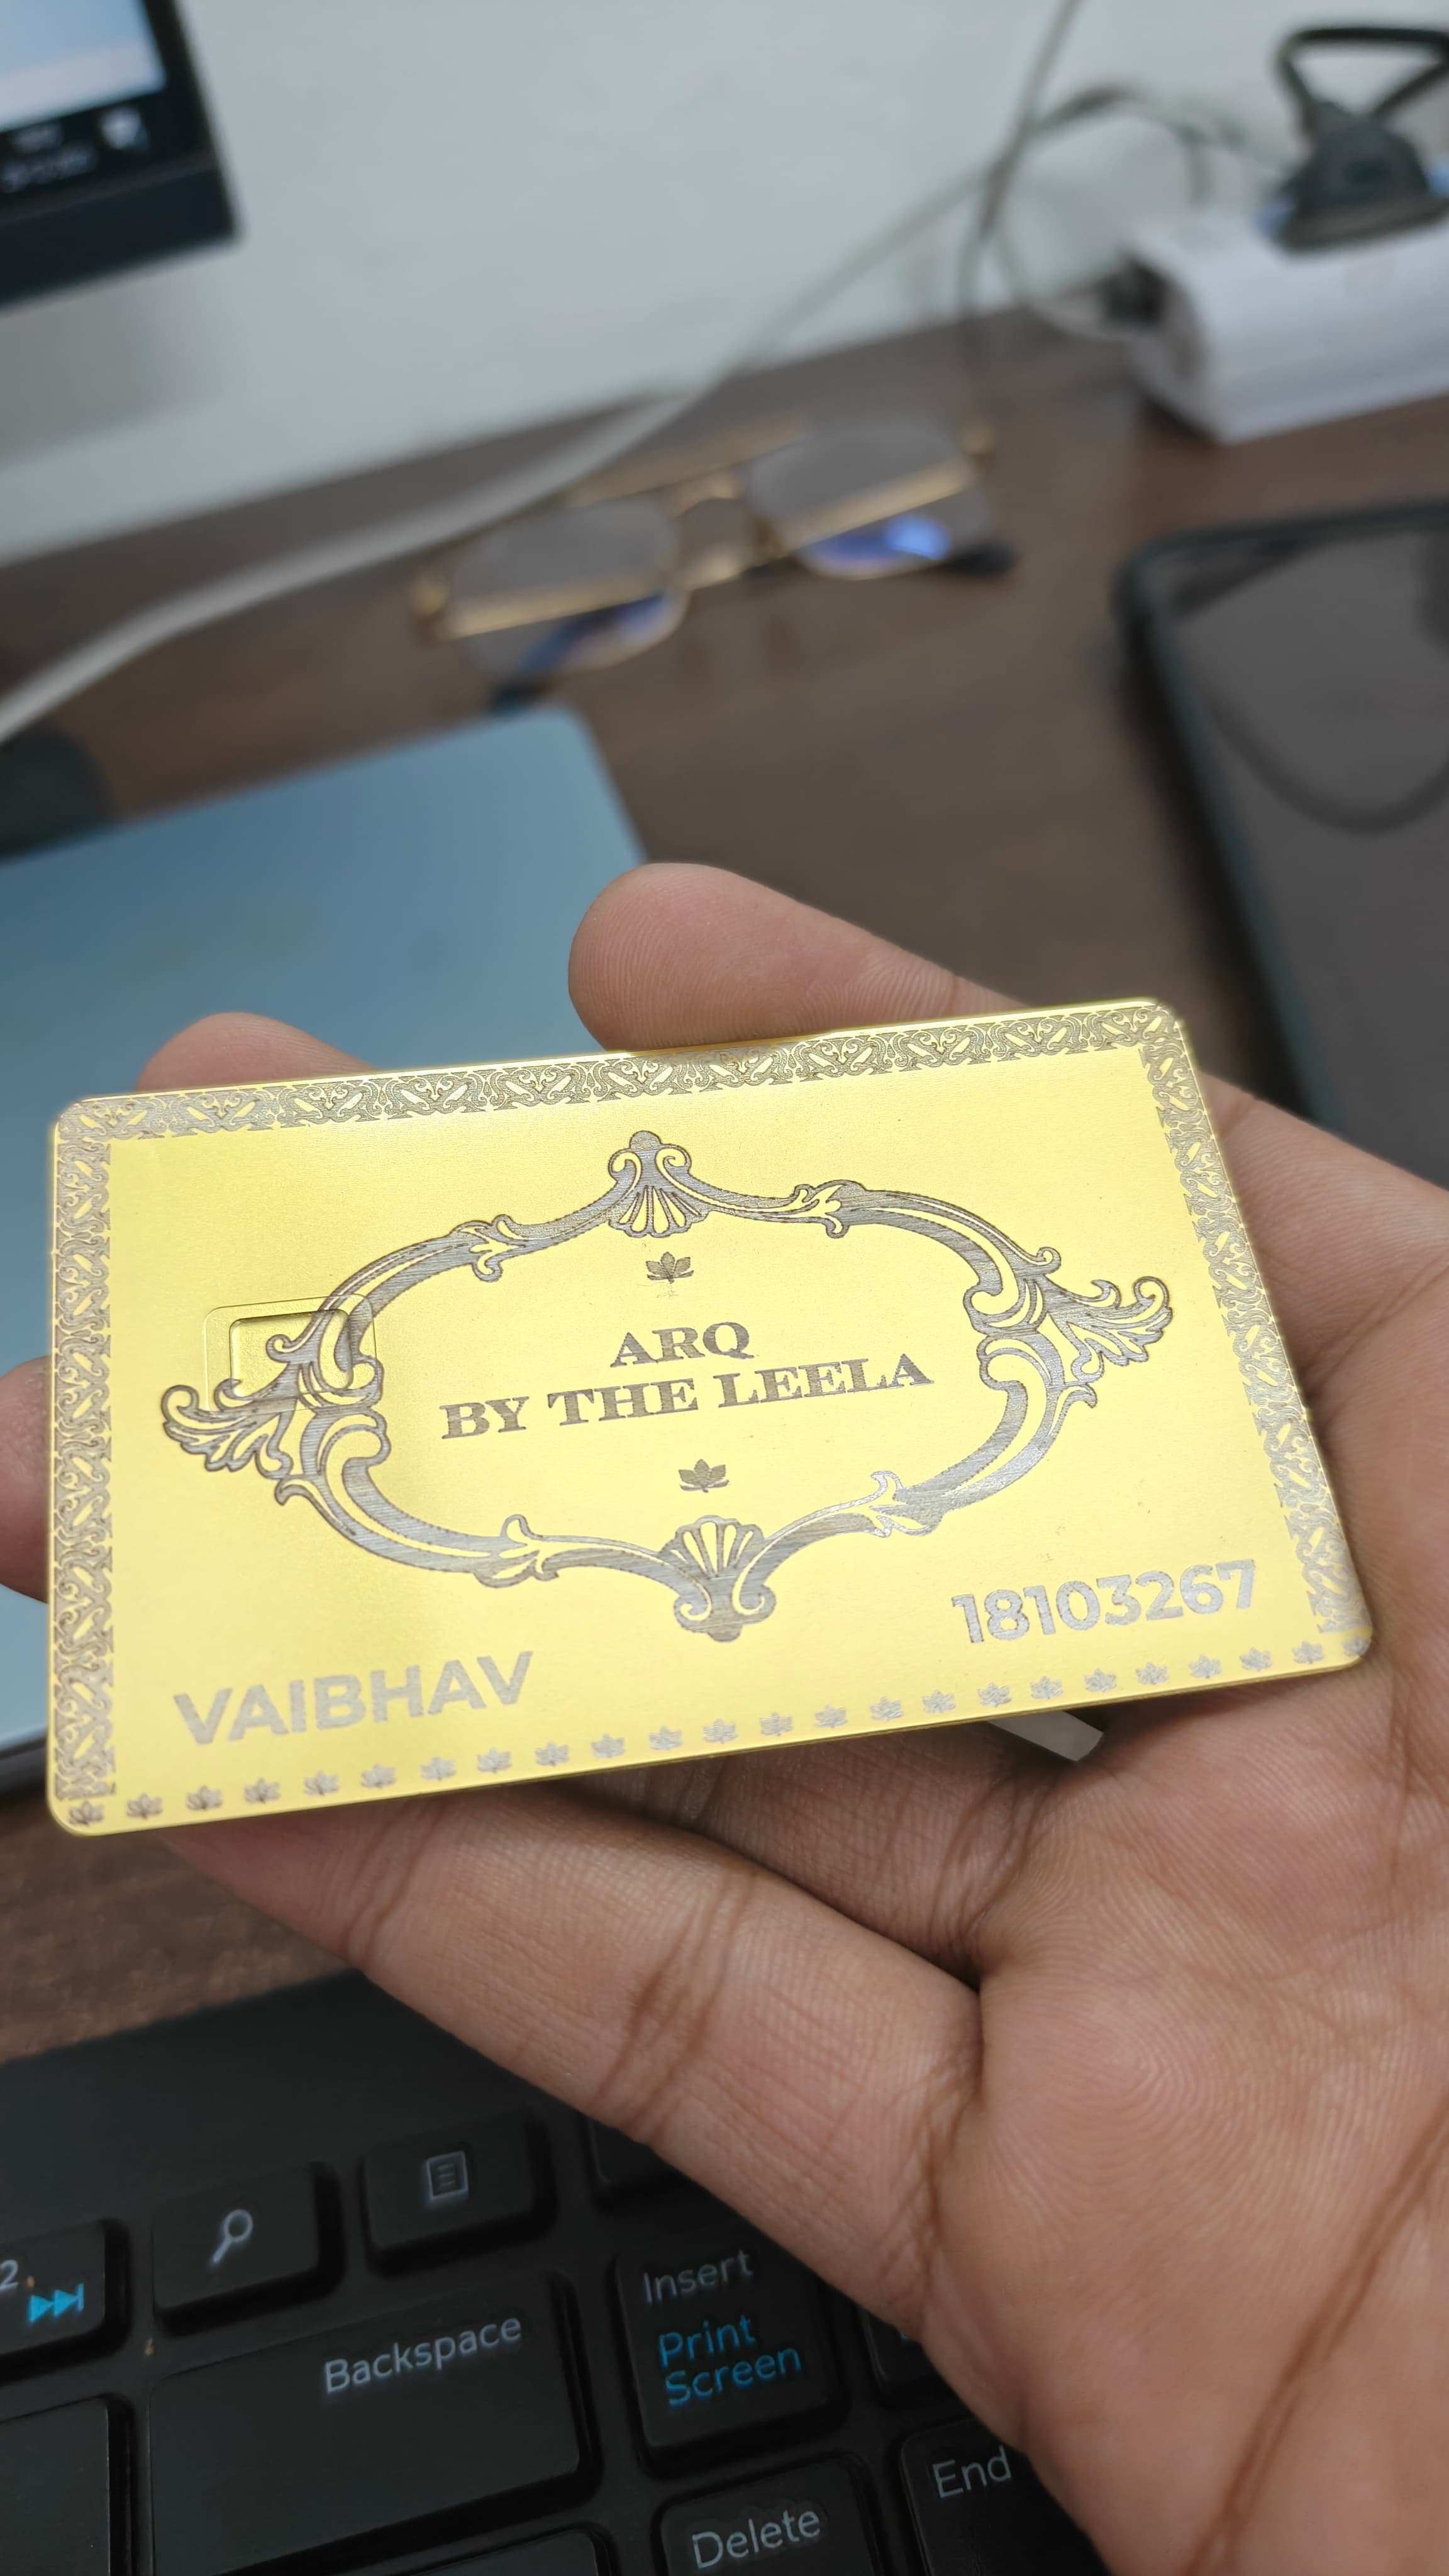 ARQ
BY THE LEELA
18103267
VAIBHAV
Insert
Print
Screen
Backspace
End
Delete